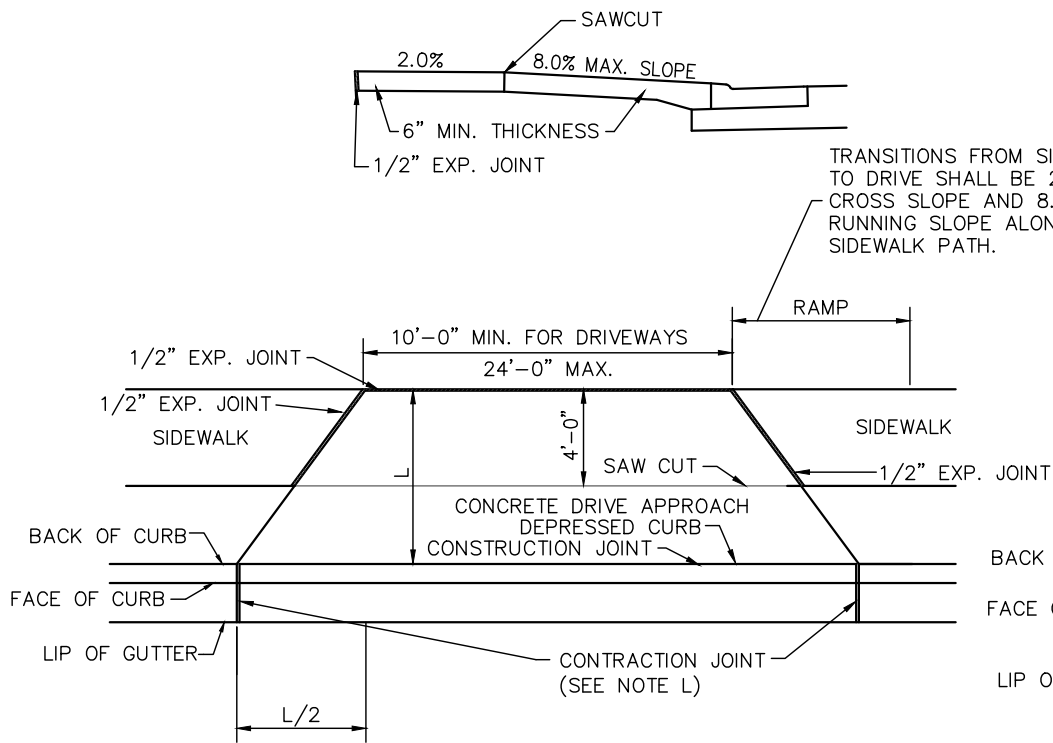 SAWCUT
2.0%
8.0% MAX. SLOPE
6" MIN. THICKNESS
1/2" EXP. JOINT
TRANSITIONS FROM
TO DRIVE SHALL BE
CROSS SLOPE AND 8.
RUNNING SLOPE
SIDEWALK PATH.
RAMP
10'-0" MIN. FOR DRIVEWAYS
24'-0" MAX.
1/2" EXP. JOINT
1/2" EXP. JOINT
SIDEWALK
SIDEWALK
L
4'-0"
SAW CUT
1/2" EXP. JOINT
CONCRETE DRIVE APPROACH
DEPRESSED CURB
CONSTRUCTION JOINT
BACK OF CURB
BACK
FACE OF CURB
FACE
LIP OF GUTTER
LIP
CONTRACTION JOINT
(SEE NOTE L)
L/2